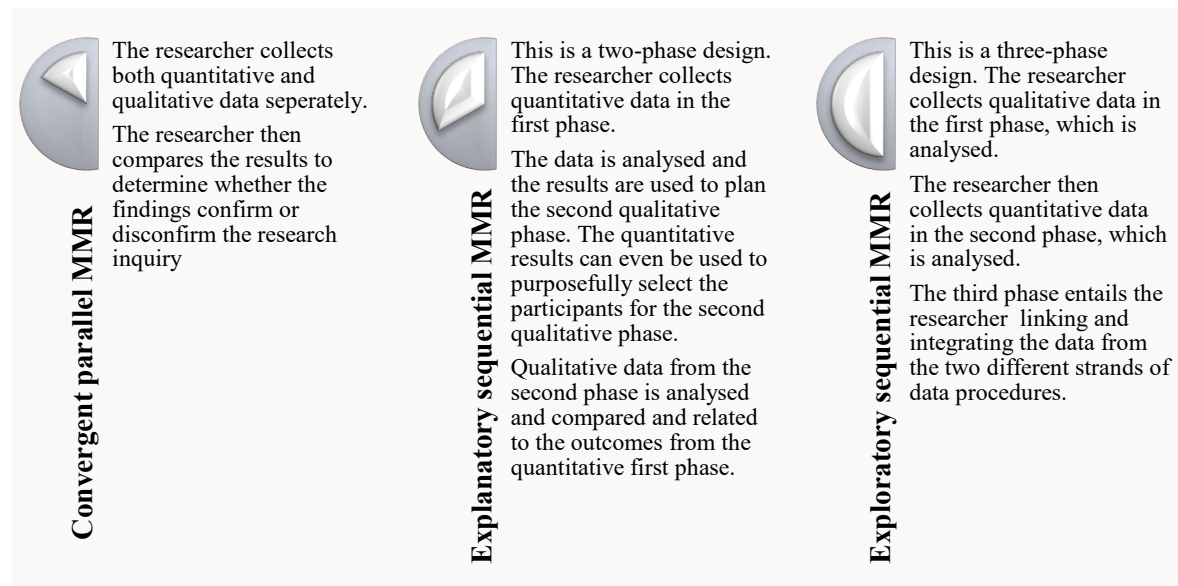 Convergent parallel MMR
The researcher collects
both quantitative and
qualitative data seperately.
The researcher then
compares the results to
determine whether the
findings confirm or
disconfirm the research
inquiry
Explanatory sequential MMR
This is a two-phase design.
The researcher collects
quantitative data in the
first phase.
The data is analysed and
the results are used to plan
the second qualitative
phase. The quantitative
results can even be used to
purposefully select the
participants for the second
qualitative phase.
Qualitative data from the
second phase is analysed
and compared and related
to the outcomes from the
quantitative first phase.
Exploratory sequential MMR
This is a three-phase
design. The researcher
collects qualitative data in
the first phase, which is
analysed.
The researcher then
collects quantitative data
in the second phase, which
is analysed.
The third phase entails the
researcher  linking and
integrating the data from
the two different strands of
data procedures.